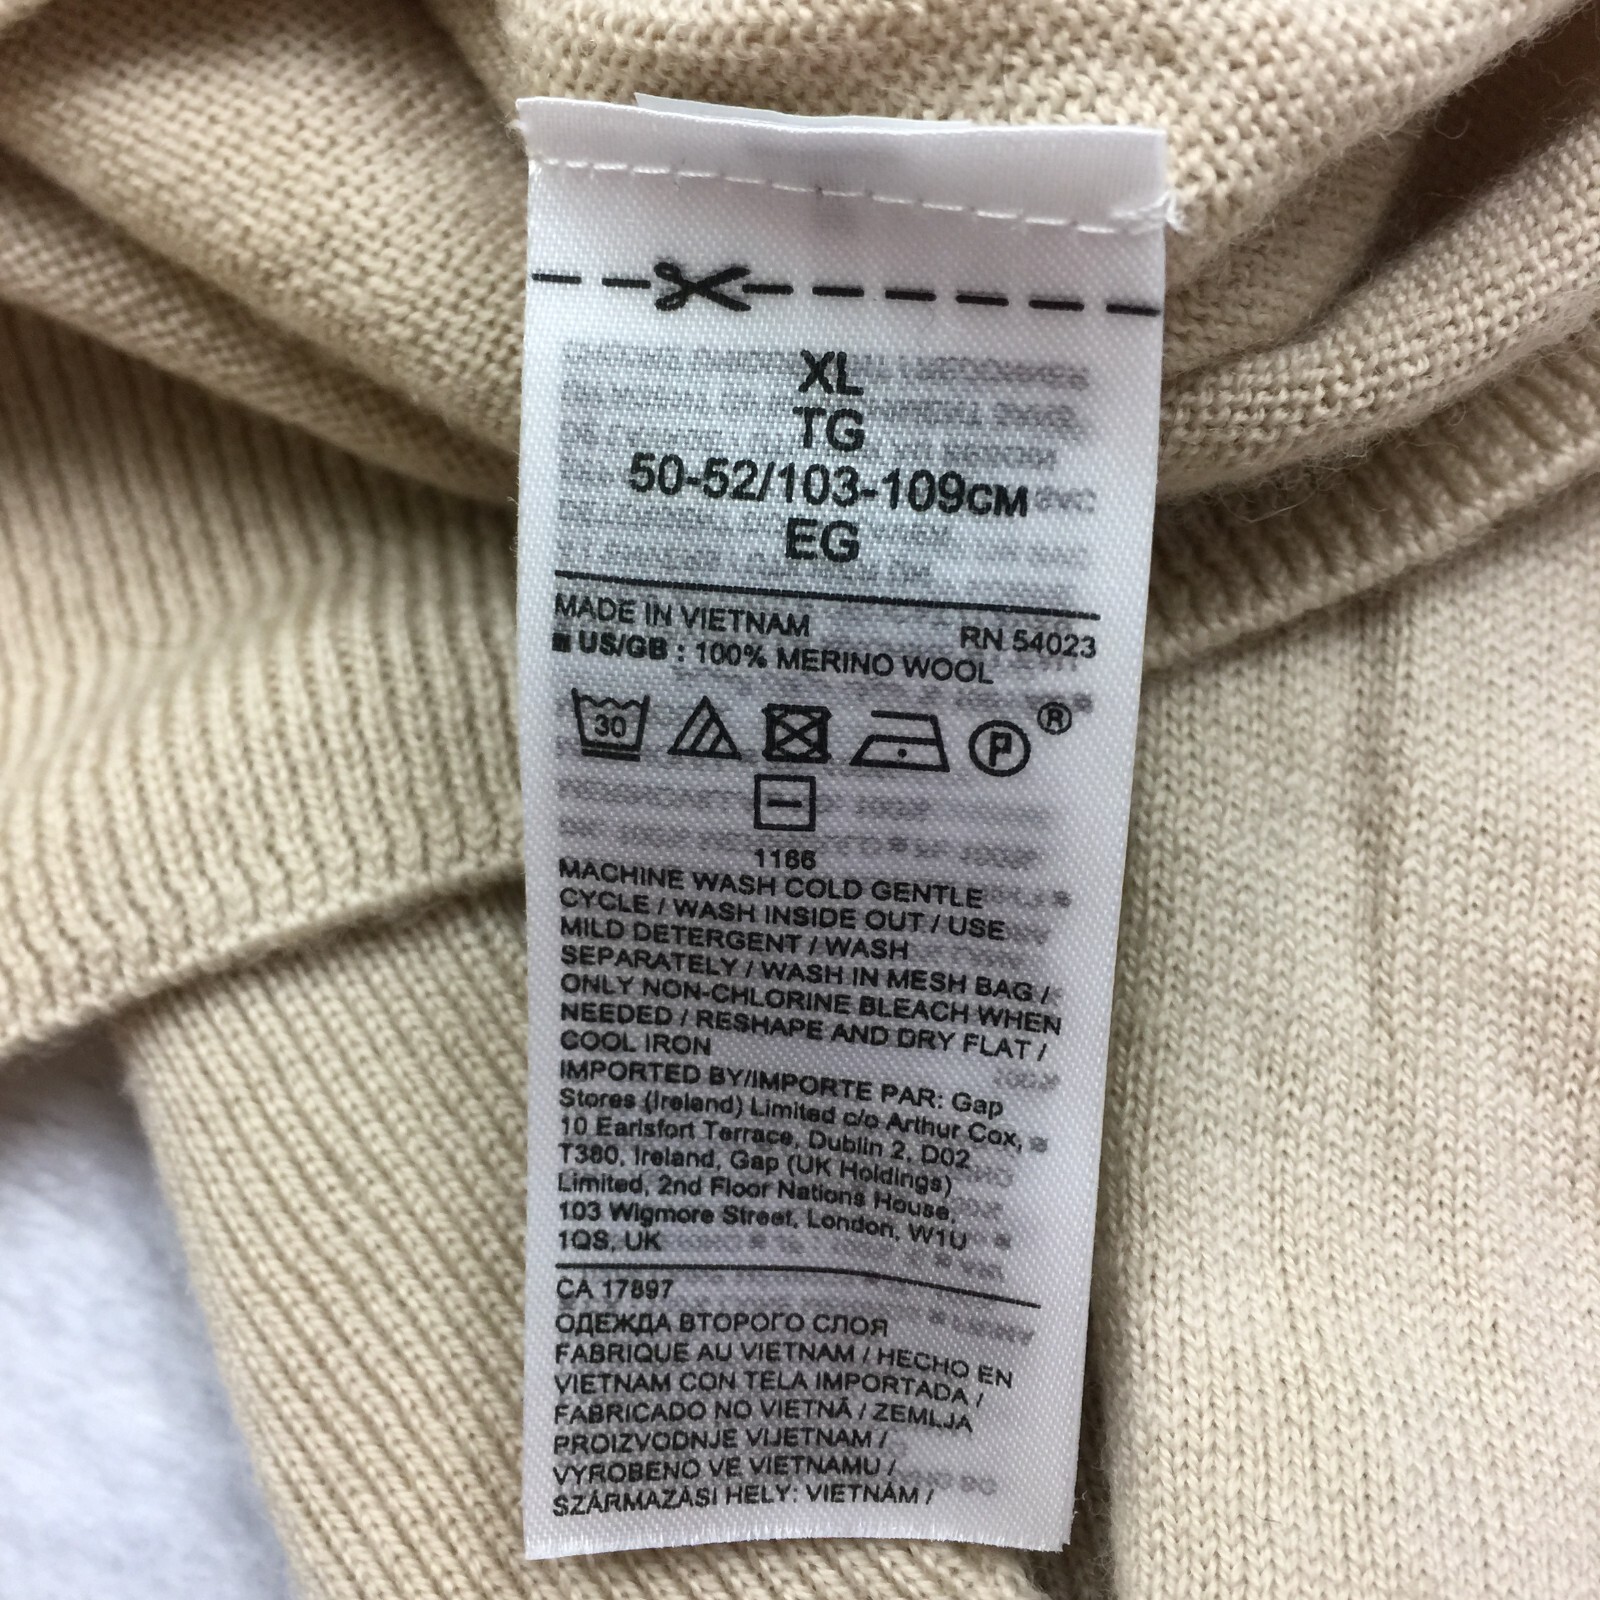 XL
TG
50-52/103-109CM
EG
MADE IN VIETNAM RN 54023
■ US/GB : 100% MERINO WOOL
30 P ®
1166
MACHINE WASH COLD GENTLE
CYCLE / WASH INSIDE OUT / USE
MILD DETERGENT / WASH
SEPARATELY / WASH IN MESH BAG /
ONLY NON-CHLORINE BLEACH WHEN
NEEDED / RESHAPE AND DRY FLAT /
COOL IRON
IMPORTED BY/IMPORTE PAR: Gap
Stores (Ireland) Limited c/o Arthur Cox,
10 Earlsfort Terrace, Dublin 2, D02
T380, Ireland, Gap (UK Holdings)
Limited, 2nd Floor Nations House,
103 Wigmore Street, London, W1U
1QS, UK
CA 17897
ОДЕЖДА ВТОРОГО СЛОЯ
FABRIQUE AU VIETNAM / HECHO EN
VIETNAM CON TELA IMPORTADA /
FABRICADO NO VIETNÃ / ZEMLJA
PROIZVODNJE VIJETNAM /
VYROBENO VE VIETNAMU /
SZÁRMAZÁSI HELY: VIETNÁM /